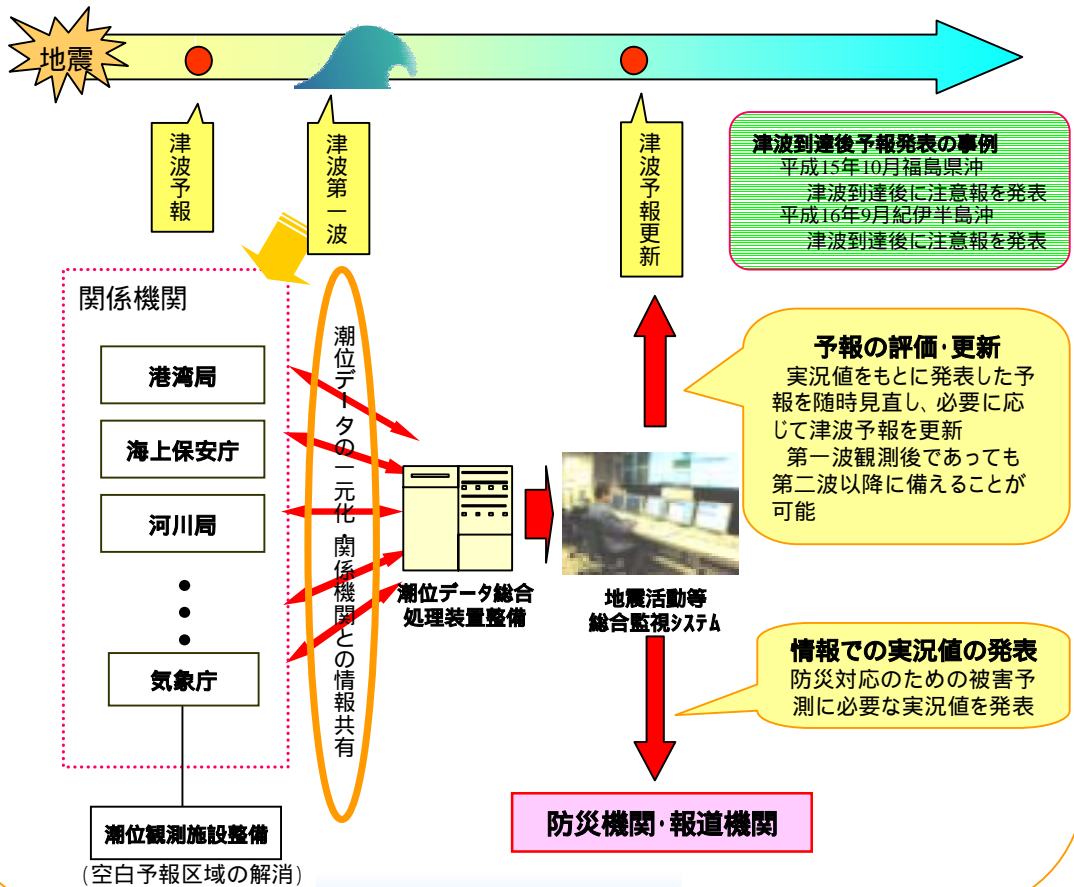 地震
津波予報
津波第一波
津波予報更新
津波到達後予報発表の事例
平成15年10月福島県沖
津波到達後に注意報を発表
平成16年9月紀伊半島沖
津波到達後に注意報を発表
関係機関
港湾局
海上保安庁
河川局
気象庁
潮位観測施設整備
(空白予報区域の解消)
潮位データの一元化・関係機関との情報共有
潮位データ総合
処理装置整備
地震活動等
総合監視システム
予報の評価・更新
実況値をもとに発表した予
報を随時見直し、必要に応
じて津波予報を更新
第一波観測後であっても
第二波以降に備えることが
可能
情報での実況値の発表
防災対応のための被害予
測に必要な実況値を発表
防災機関・報道機関